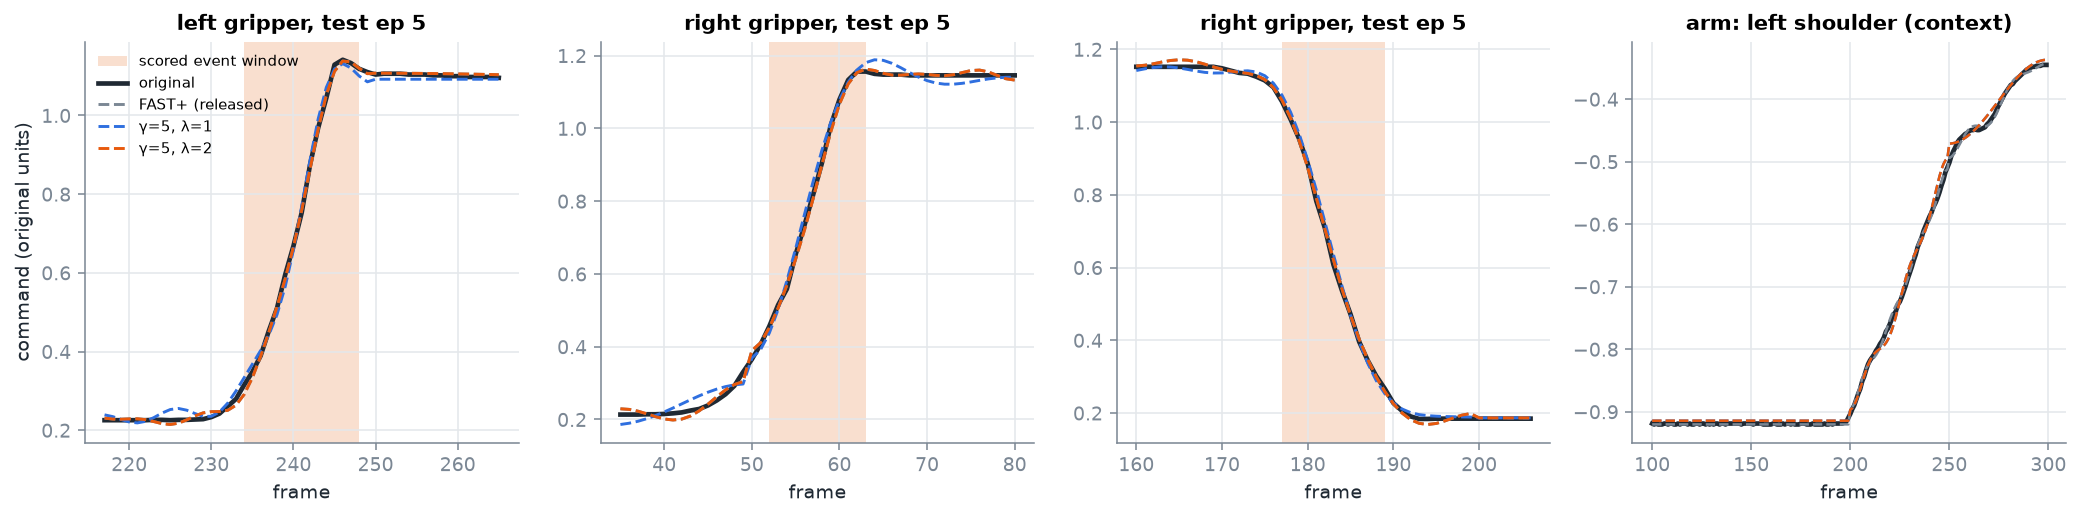 left gripper, test ep 5
scored event window
original
FAST+ (released)
γ=5, λ=1
γ=5, λ=2
command (original units)
1.0
0.8
0.6
0.4
0.2
220 230 240 250 260
frame
right gripper, test ep 5
1.2
1.0
0.8
0.6
0.4
0.2
40 50 60 70 80
frame
right gripper, test ep 5
1.2
1.0
0.8
0.6
0.4
0.2
160 170 180 190 200
frame
arm: left shoulder (context)
−0.4
−0.5
−0.6
−0.7
−0.8
−0.9
100 150 200 250 300
frame